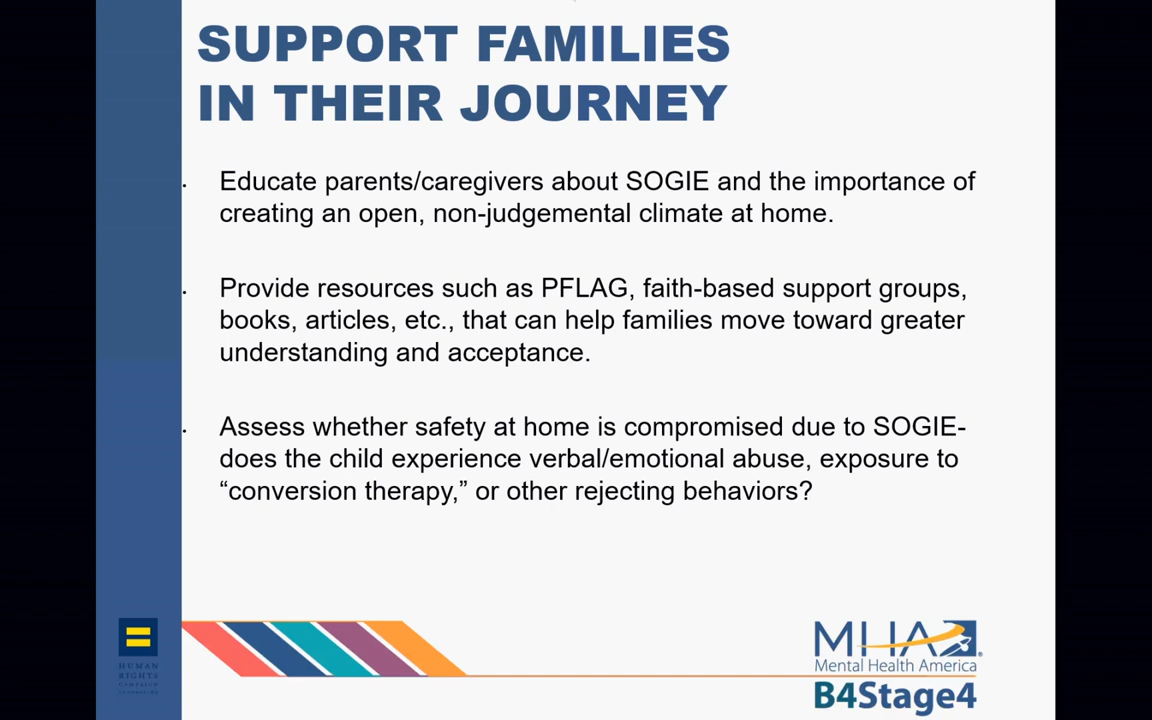 SUPPORT FAMILIES
IN THEIR JOURNEY
Educate parents/caregivers about SOGIE and the importance of
creating an open, non-judgemental climate at home.
Provide resources such as PFLAG, faith-based support groups,
books, articles, etc., that can help families move toward greater
understanding and acceptance.
Assess whether safety at home is compromised due to SOGIE-
does the child experience verbal/emotional abuse, exposure to
“conversion therapy,” or other rejecting behaviors?
HUMAN
RIGHTS
CAMPAIGN
MHA®
Mental Health America
B4Stage4